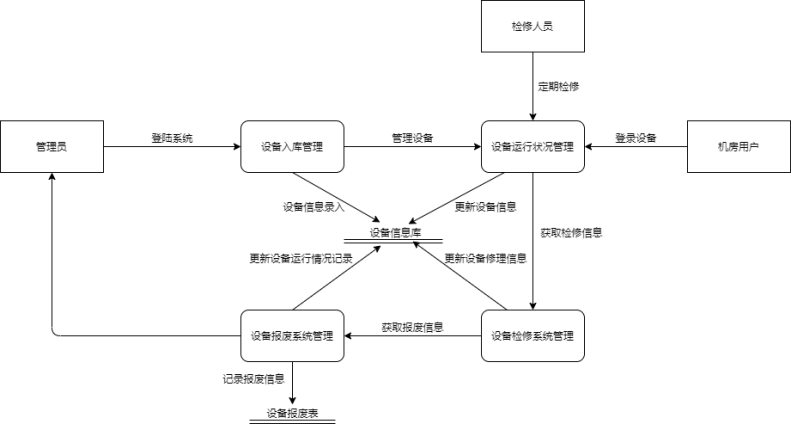 检修人员
定期检修
管理员
登陆系统
设备入库管理
管理设备
设备运行状况管理
登录设备
机房用户
设备信息录入
更新设备信息
设备信息库
获取检修信息
更新设备运行情况记录
更新设备修理信息
设备报废系统管理
获取报废信息
设备检修系统管理
记录报废信息
设备报废表